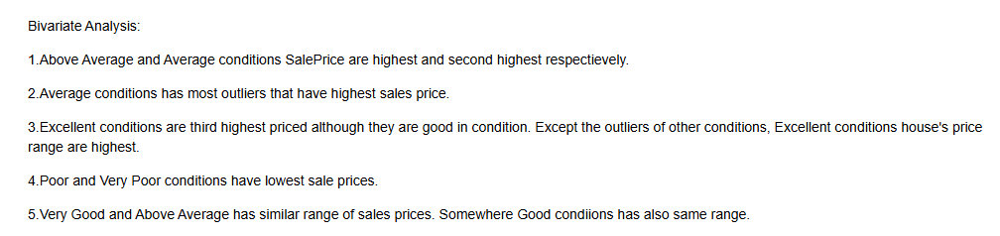 Bivariate Analysis:
1.Above Average and Average conditions SalePrice are highest and second highest respectievely.
2.Average conditions has most outliers that have highest sales price.
3.Excellent conditions are third highest priced although they are good in condition. Except the outliers of other conditions, Excellent conditions house's price
range are highest.
4.Poor and Very Poor conditions have lowest sale prices.
5.Very Good and Above Average has similar range of sales prices. Somewhere Good condiions has also same range.